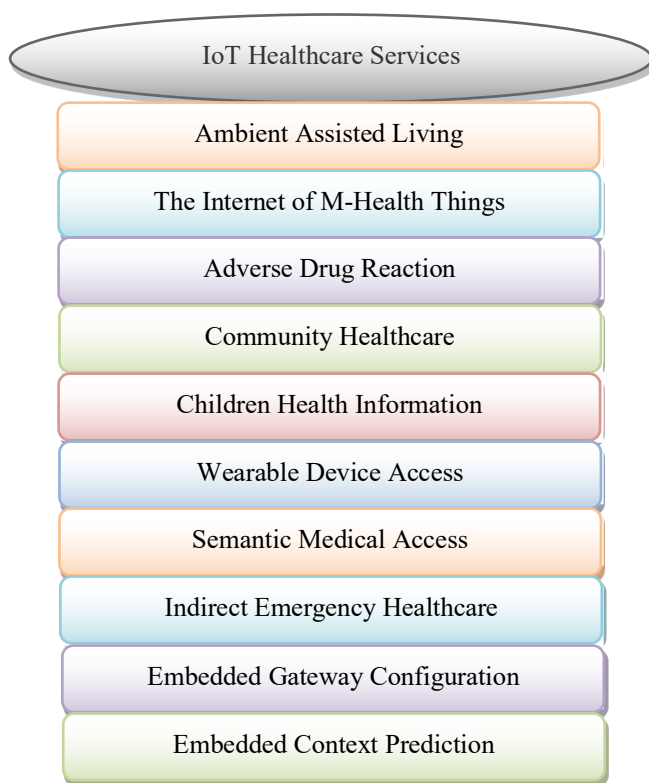 IoT Healthcare Services
Ambient Assisted Living
The Internet of M-Health Things
Adverse Drug Reaction
Community Healthcare
Children Health Information
Wearable Device Access
Semantic Medical Access
Indirect Emergency Healthcare
Embedded Gateway Configuration
Embedded Context Prediction